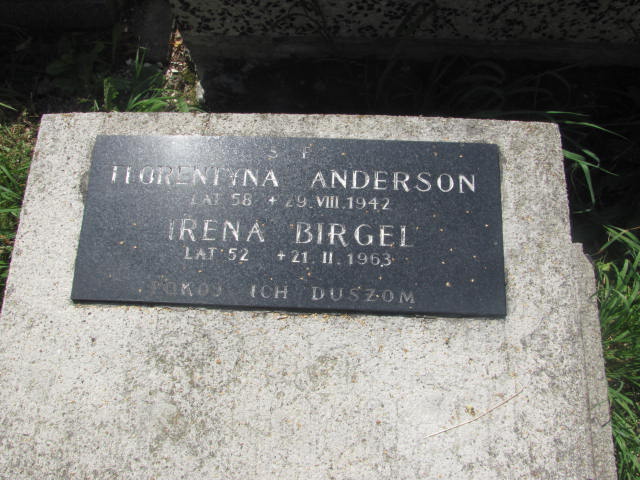 S P
FLORENTYNA ANDERSON
LAT 58 + 29.VIII.1942
IRENA BIRGEL
LAT 52 + 21.II.1963
POKÓJ ICH DUSZOM